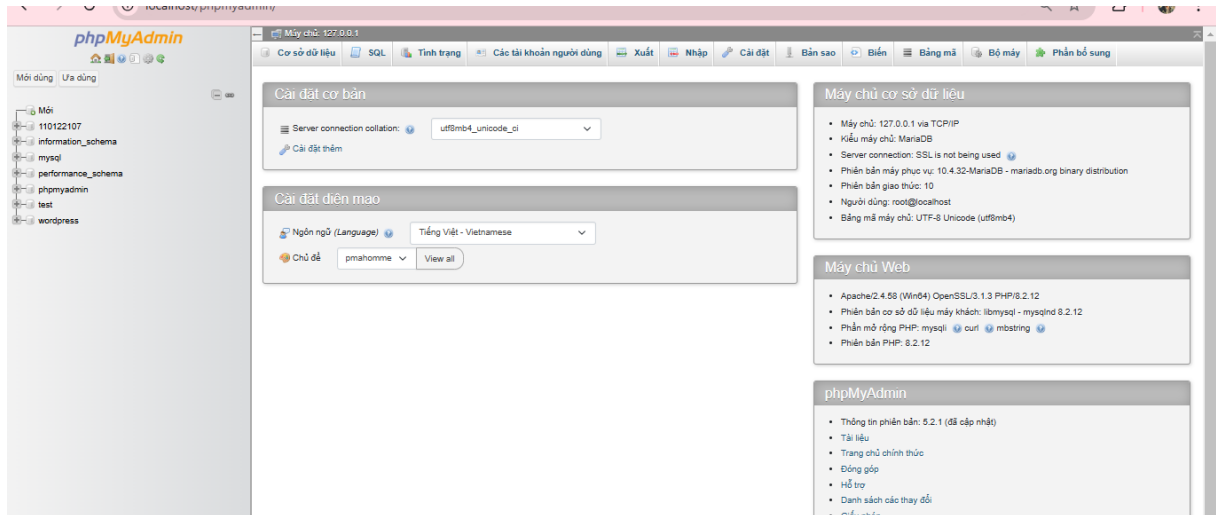 localhost/phpmyadmin/
phpMyAdmin
Mới dùng Ưa dùng
Mới
110122107
information_schema
mysql
performance_schema
phpmyadmin
test
wordpress
Máy chủ: 127.0.0.1
Cơ sở dữ liệu SQL Tình trạng Các tài khoản người dùng Xuất Nhập Cài đặt Bản sao Biến Bảng mã Bộ máy Phần bổ sung
Cài đặt cơ bản
Server connection collation: utf8mb4_unicode_ci
Cài đặt thêm
Cài đặt diện mạo
Ngôn ngữ (Language) Tiếng Việt - Vietnamese
Chủ đề pmahomme View all
Máy chủ cơ sở dữ liệu
Máy chủ: 127.0.0.1 via TCP/IP
Kiểu máy chủ: MariaDB
Server connection: SSL is not being used
Phiên bản máy phục vụ: 10.4.32-MariaDB - mariadb.org binary distribution
Phiên bản giao thức: 10
Người dùng: root@localhost
Bảng mã máy chủ: UTF-8 Unicode (utf8mb4)
Máy chủ Web
Apache/2.4.58 (Win64) OpenSSL/3.1.3 PHP/8.2.12
Phiên bản cơ sở dữ liệu máy khách: libmysql - mysqlnd 8.2.12
Phần mở rộng PHP: mysqli curl mbstring
Phiên bản PHP: 8.2.12
phpMyAdmin
Thông tin phiên bản: 5.2.1 (đã cập nhật)
Tài liệu
Trang chủ chính thức
Đóng góp
Hỗ trợ
Danh sách các thay đổi